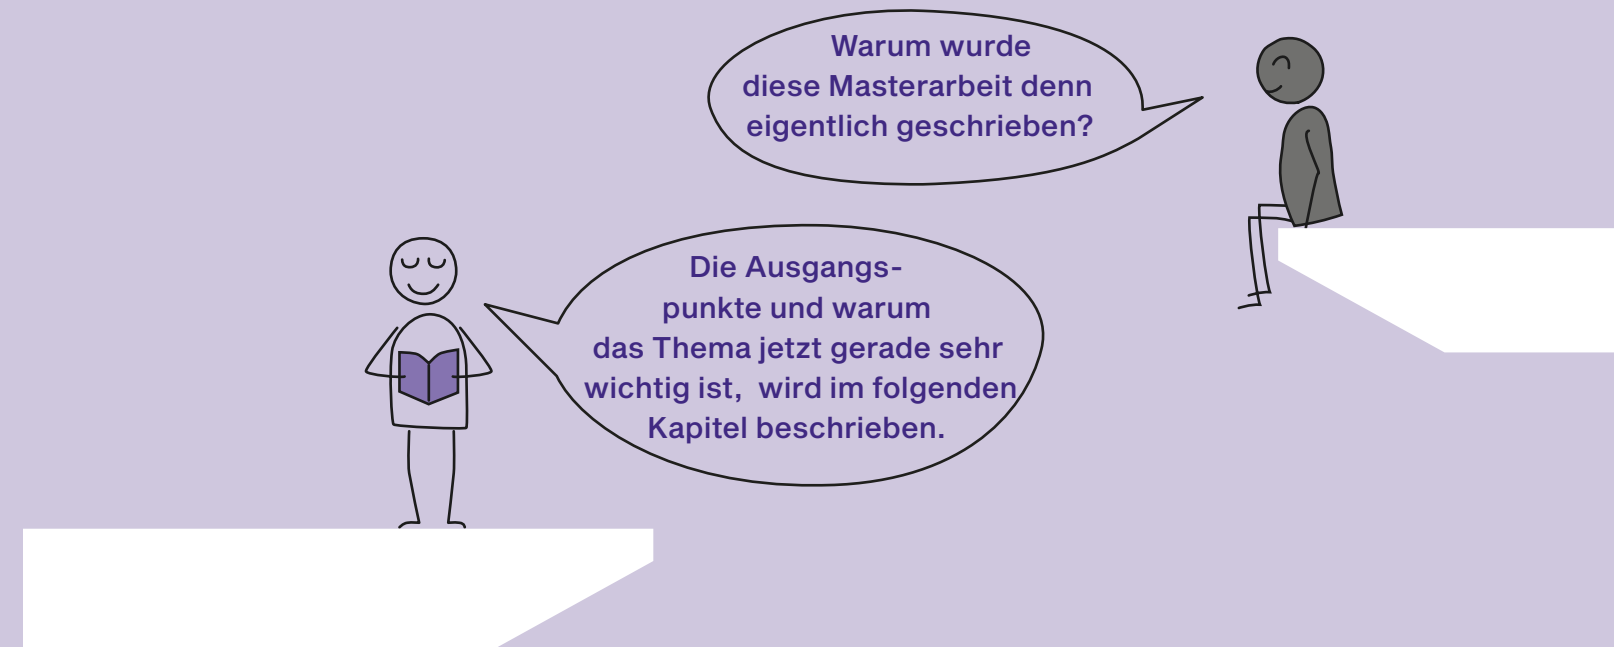 Warum wurde
diese Masterarbeit denn
eigentlich geschrieben?
Die Ausgangs-
punkte und warum
das Thema jetzt gerade sehr
wichtig ist,  wird im folgenden
Kapitel beschrieben.